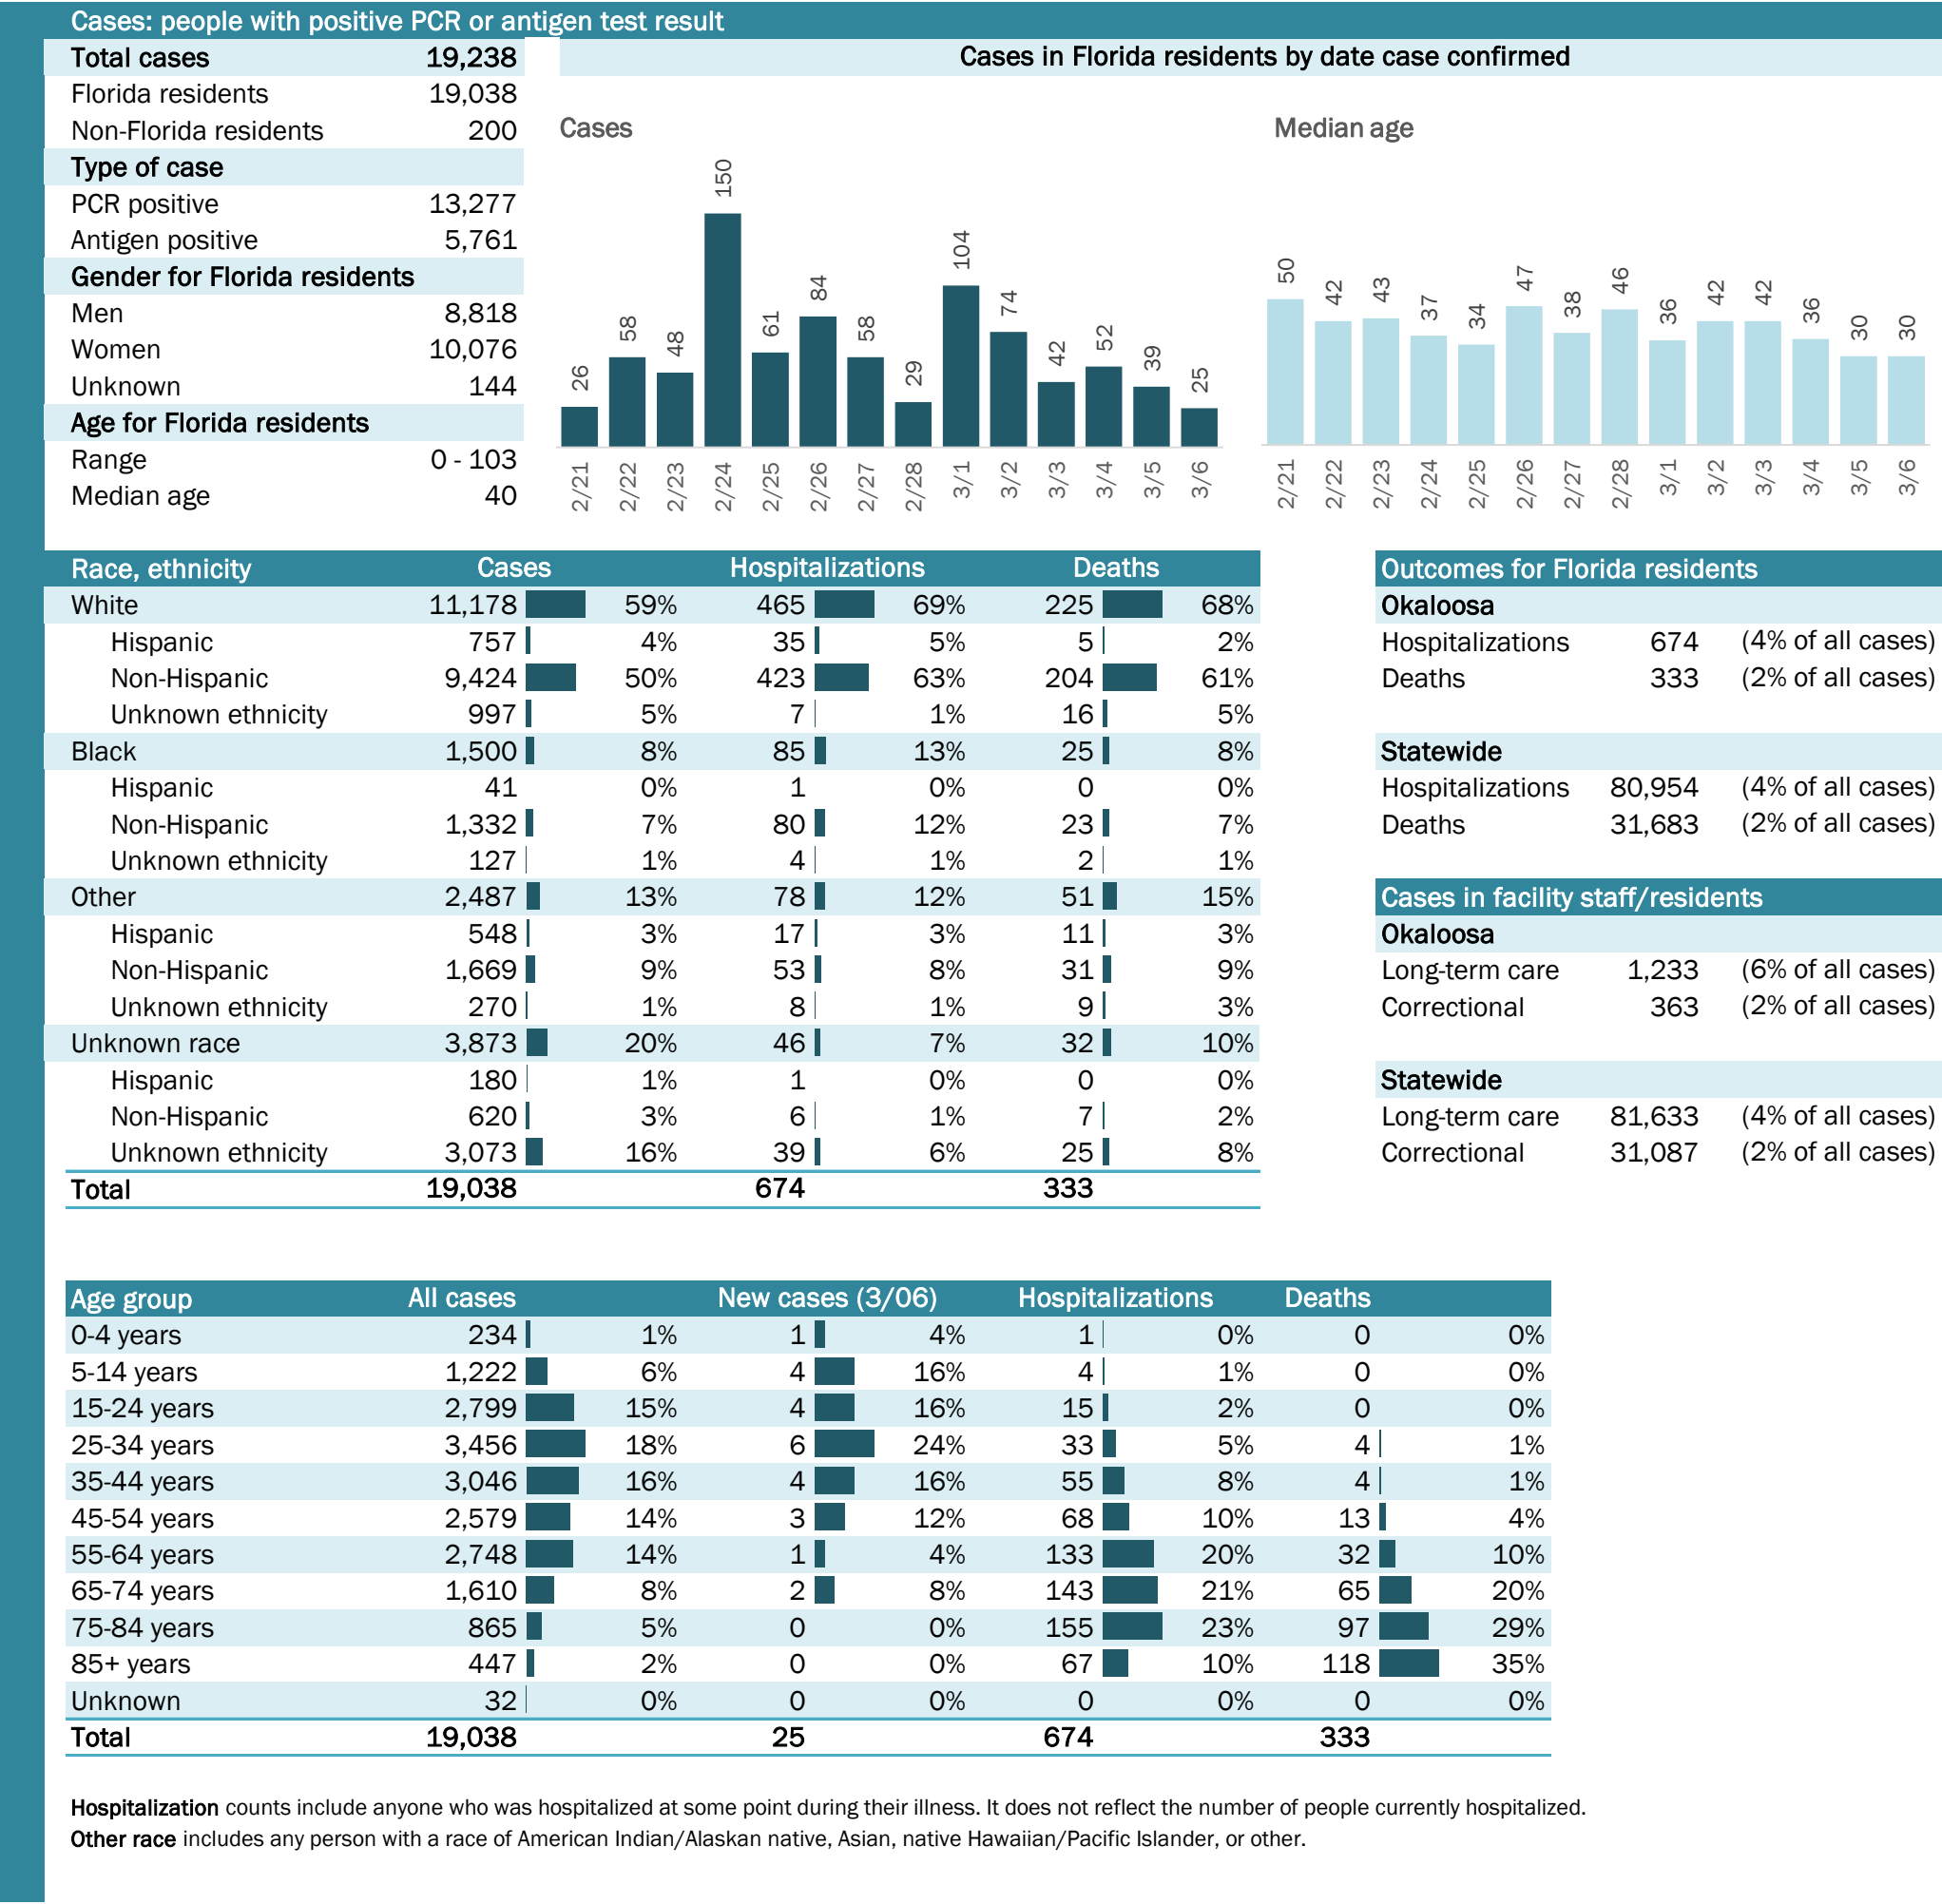 Cases: people with positive PCR or antigen test result
Total cases 19,238
Florida residents 19,038
Non-Florida residents 200
Type of case
PCR positive 13,277
Antigen positive 5,761
Gender for Florida residents
Men 8,818
Women 10,076
Unknown 144
Age for Florida residents
Range 0 - 103
Median age 40
Cases in Florida residents by date case confirmed
Cases
26 58 48 150 61 84 58 29 104 74 42 52 39 25
2/21 2/22 2/23 2/24 2/25 2/26 2/27 2/28 3/1 3/2 3/3 3/4 3/5 3/6
Median age
50 42 43 37 34 47 38 46 36 42 42 36 30 30
2/21 2/22 2/23 2/24 2/25 2/26 2/27 2/28 3/1 3/2 3/3 3/4 3/5 3/6
Race, ethnicity Cases Hospitalizations Deaths
White 11,178 59% 465 69% 225 68%
Hispanic 757 4% 35 5% 5 2%
Non-Hispanic 9,424 50% 423 63% 204 61%
Unknown ethnicity 997 5% 7 1% 16 5%
Black 1,500 8% 85 13% 25 8%
Hispanic 41 0% 1 0% 0 0%
Non-Hispanic 1,332 7% 80 12% 23 7%
Unknown ethnicity 127 1% 4 1% 2 1%
Other 2,487 13% 78 12% 51 15%
Hispanic 548 3% 17 3% 11 3%
Non-Hispanic 1,669 9% 53 8% 31 9%
Unknown ethnicity 270 1% 8 1% 9 3%
Unknown race 3,873 20% 46 7% 32 10%
Hispanic 180 1% 1 0% 0 0%
Non-Hispanic 620 3% 6 1% 7 2%
Unknown ethnicity 3,073 16% 39 6% 25 8%
Total 19,038 674 333
Outcomes for Florida residents
Okaloosa
Hospitalizations 674 (4% of all cases)
Deaths 333 (2% of all cases)
Statewide
Hospitalizations 80,954 (4% of all cases)
Deaths 31,683 (2% of all cases)
Cases in facility staff/residents
Okaloosa
Long-term care 1,233 (6% of all cases)
Correctional 363 (2% of all cases)
Statewide
Long-term care 81,633 (4% of all cases)
Correctional 31,087 (2% of all cases)
Age group All cases New cases (3/06) Hospitalizations Deaths
0-4 years 234 1% 1 4% 1 0% 0 0%
5-14 years 1,222 6% 4 16% 4 1% 0 0%
15-24 years 2,799 15% 4 16% 15 2% 0 0%
25-34 years 3,456 18% 6 24% 33 5% 4 1%
35-44 years 3,046 16% 4 16% 55 8% 4 1%
45-54 years 2,579 14% 3 12% 68 10% 13 4%
55-64 years 2,748 14% 1 4% 133 20% 32 10%
65-74 years 1,610 8% 2 8% 143 21% 65 20%
75-84 years 865 5% 0 0% 155 23% 97 29%
85+ years 447 2% 0 0% 67 10% 118 35%
Unknown 32 0% 0 0% 0 0% 0 0%
Total 19,038 25 674 333
Hospitalization counts include anyone who was hospitalized at some point during their illness. It does not reflect the number of people currently hospitalized.
Other race includes any person with a race of American Indian/Alaskan native, Asian, native Hawaiian/Pacific Islander, or other.